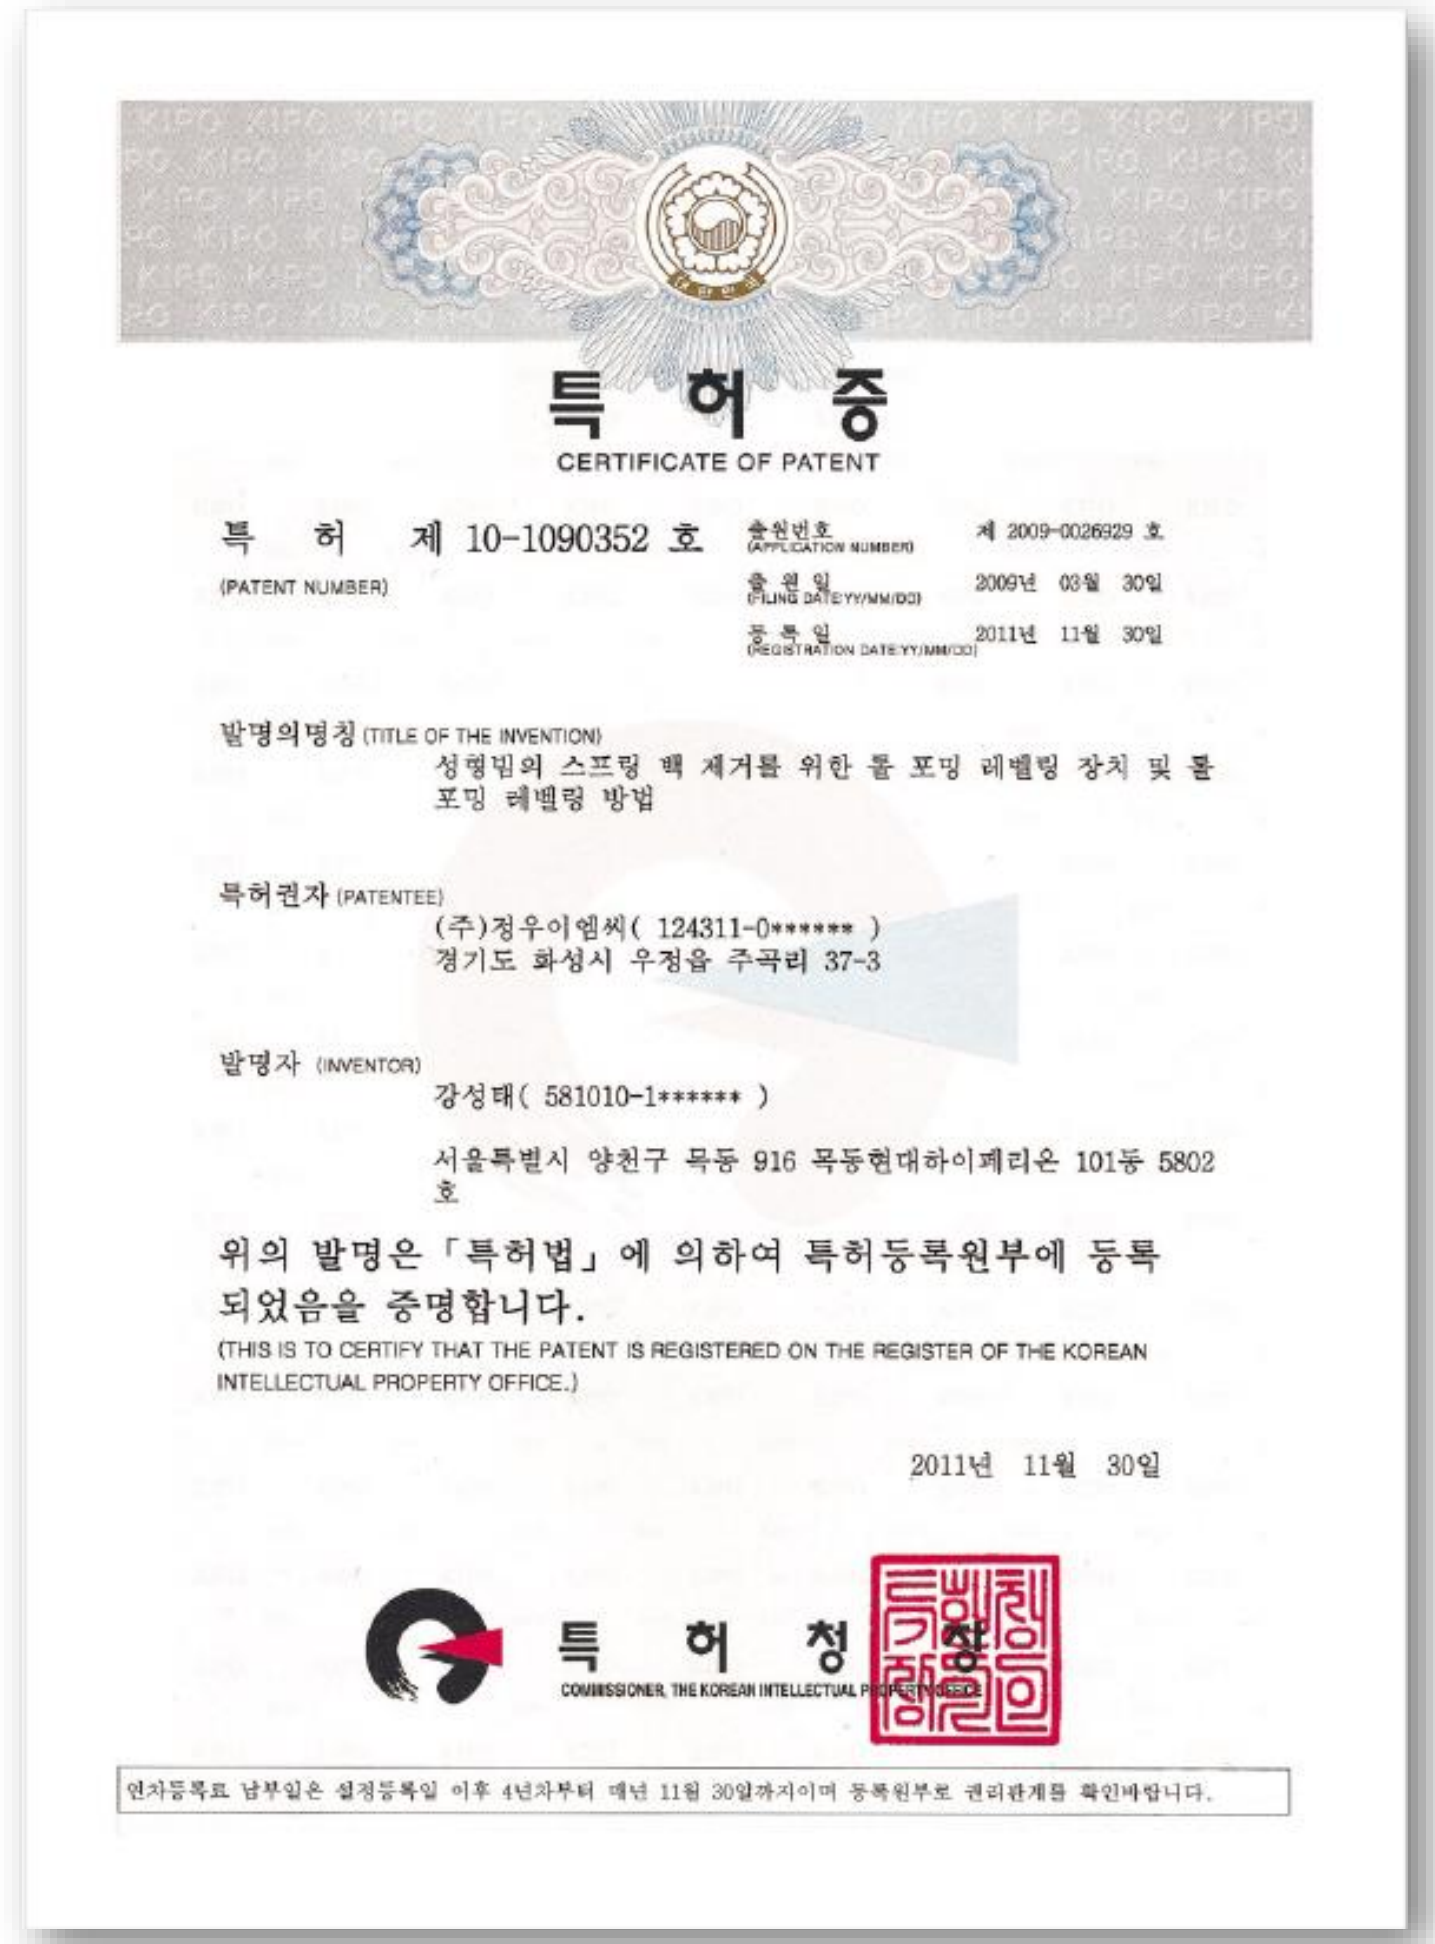 대한민국
특 허 증
CERTIFICATE OF PATENT
특 허 제 10-1090352 호
(PATENT NUMBER)
출원번호 제 2009-0026929 호
(APPLICATION NUMBER)
출 원 일 2009년 03월 30일
(FILING DATE:YY/MM/DD)
등 록 일 2011년 11월 30일
(REGISTRATION DATE:YY/MM/DD)
발명의명칭 (TITLE OF THE INVENTION)
성형빔의 스프링 백 제거를 위한 롤 포밍 레벨링 장치 및 롤
포밍 레벨링 방법
특허권자 (PATENTEE)
(주)정우이엠씨( 124311-0****** )
경기도 화성시 우정읍 주곡리 37-3
발명자 (INVENTOR)
강성태( 581010-1****** )
서울특별시 양천구 목동 916 목동현대하이페리온 101동 5802
호
위의 발명은 「특허법」에 의하여 특허등록원부에 등록
되었음을 증명합니다.
(THIS IS TO CERTIFY THAT THE PATENT IS REGISTERED ON THE REGISTER OF THE KOREAN
INTELLECTUAL PROPERTY OFFICE.)
2011년 11월 30일
특 허 청 장
COMMISSIONER, THE KOREAN INTELLECTUAL PROPERTY OFFICE
연차등록료 납부일은 설정등록일 이후 4년차부터 매년 11월 30일까지이며 등록원부로 권리관계를 확인바랍니다.